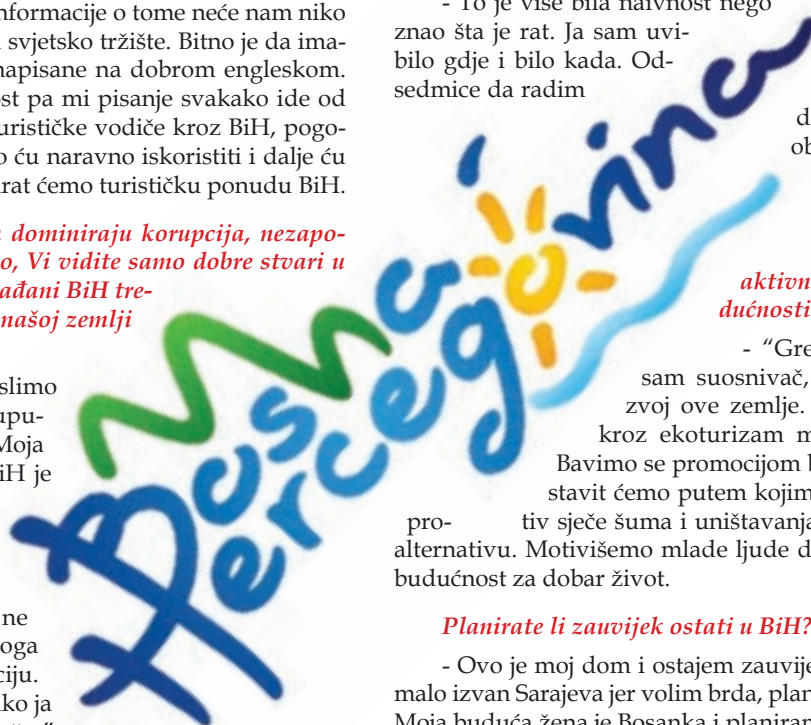 nformacije o tome neće nam niko
svjetsko tržište. Bitno je da ima-
napisane na dobrom engleskom.
ost pa mi pisanje svakako ide od
urističke vodiče kroz BiH, pogo-
o ću naravno iskoristiti i dalje ću
irat ćemo turističku ponudu BiH.
dominiraju korupcija, nezapo-
o, Vi vidite samo dobre stvari u
ađani BiH tre-
našoj zemlji
slimo
upu-
Moja
BiH je
ne
oga
ciju.
ko ja
Bosna
Hercegovina
- To je više bila naivnost nego
znao šta je rat. Ja sam uvi-
bilo gdje i bilo kada. Od-
sedmice da radim
d
ob
aktivn
dućnosti
- “Gre
sam suosnivač,
zvoj ove zemlje.
kroz ekoturizam m
Bavimo se promocijom b
stavit ćemo putem kojim
pro- tiv sječe šuma i uništavanja
alternativu. Motivišemo mlade ljude d
budućnost za dobar život.
Planirate li zauvijek ostati u BiH?
- Ovo je moj dom i ostajem zauvije
malo izvan Sarajeva jer volim brda, plan
Moja buduća žena je Bosanka i planiran